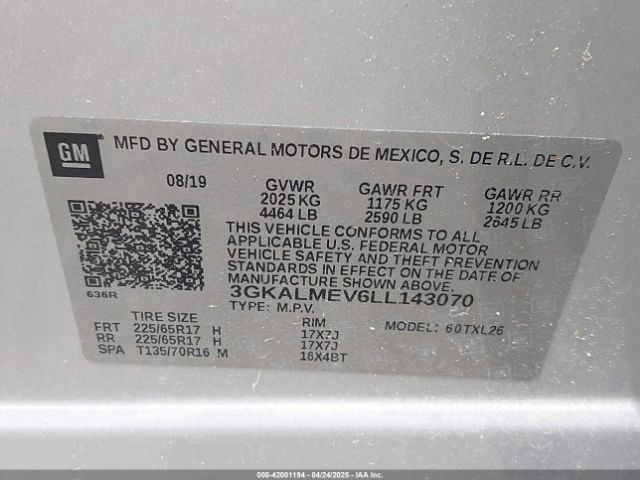 GM
MFD BY GENERAL MOTORS DE MEXICO, S. DE R.L. DE C.V.
08/19 GVWR GAWR FRT GAWR RR
2025 KG 1175 KG 1200 KG
4464 LB 2590 LB 2645 LB
THIS VEHICLE CONFORMS TO ALL
APPLICABLE U.S. FEDERAL MOTOR
VEHICLE SAFETY AND THEFT PREVENTION
STANDARDS IN EFFECT ON THE DATE OF
MANUFACTURE SHOWN ABOVE.
636R 3GKALMEV6LL143070
TYPE: M.P.V.
TIRE SIZE RIM MODEL: 60TXL26
FRT 225/65R17 H 17X7J
RR 225/65R17 H 17X7J
SPA T135/70R16 M 16X4BT
000-42001194 - 04/24/2025 - IAAI.com